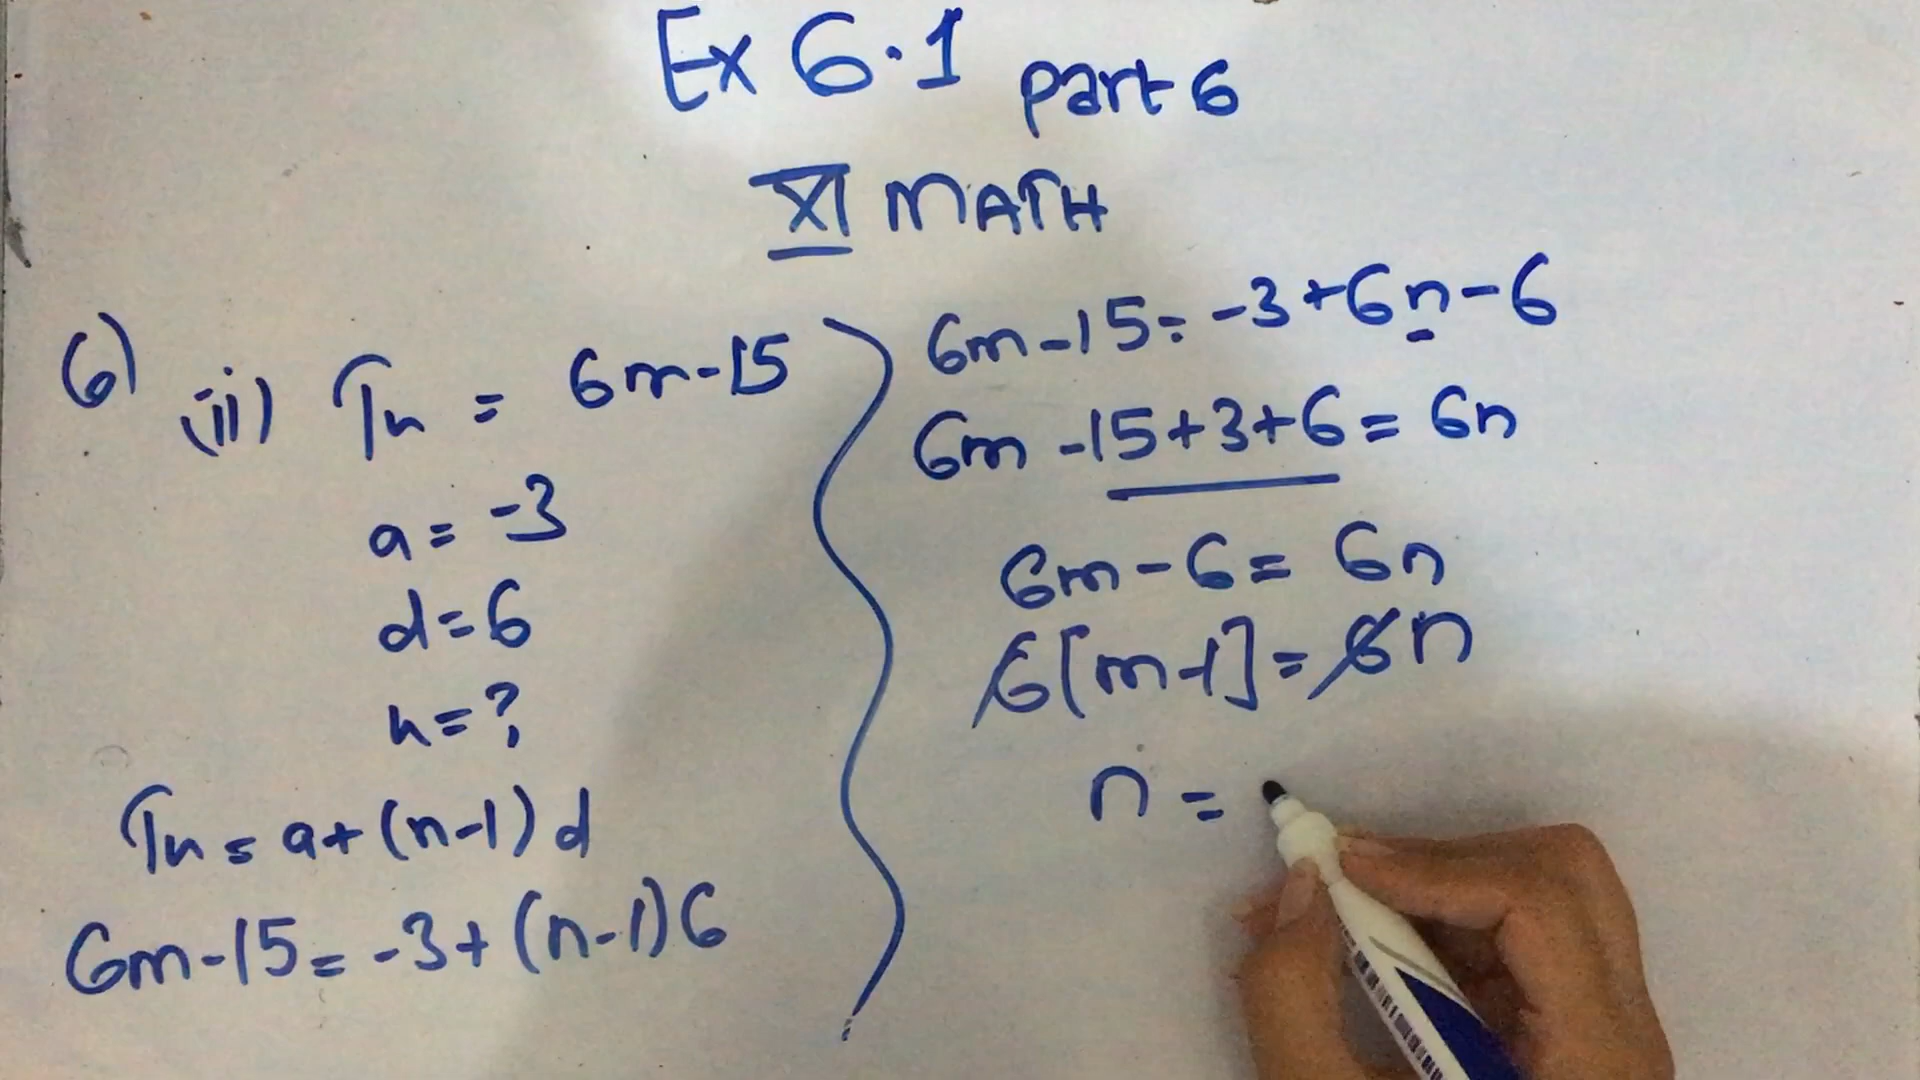 Ex 6.1 part 6
XI MATH
6) (ii) Tn = 6m-15
a = -3
d = 6
n = ?
Tn = a+(n-1)d
6m-15 = -3+(n-1)6
6m-15 = -3+6n-6
6m-15+3+6 = 6n
6m-6 = 6n
6[m-1] = 6n
n =